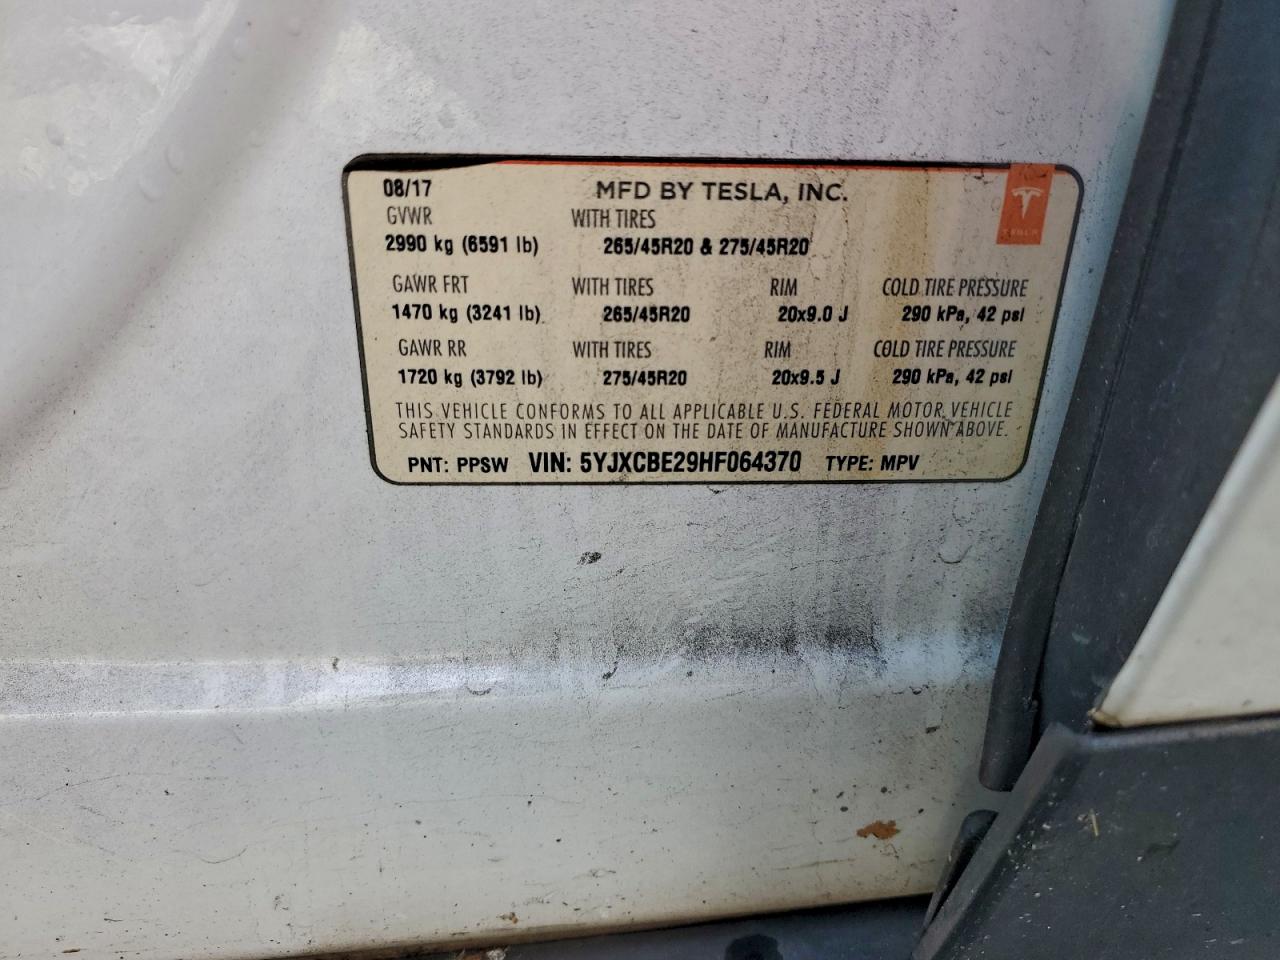 08/17 MFD BY TESLA, INC.
GVWR WITH TIRES
2990 kg (6591 lb) 265/45R20 & 275/45R20
TESLA
GAWR FRT WITH TIRES RIM COLD TIRE PRESSURE
1470 kg (3241 lb) 265/45R20 20x9.0 J 290 kPa, 42 psi
GAWR RR WITH TIRES RIM COLD TIRE PRESSURE
1720 kg (3792 lb) 275/45R20 20x9.5 J 290 kPa, 42 psi
THIS VEHICLE CONFORMS TO ALL APPLICABLE U.S. FEDERAL MOTOR VEHICLE
SAFETY STANDARDS IN EFFECT ON THE DATE OF MANUFACTURE SHOWN ABOVE.
PNT: PPSW VIN: 5YJXCBE29HF064370 TYPE: MPV